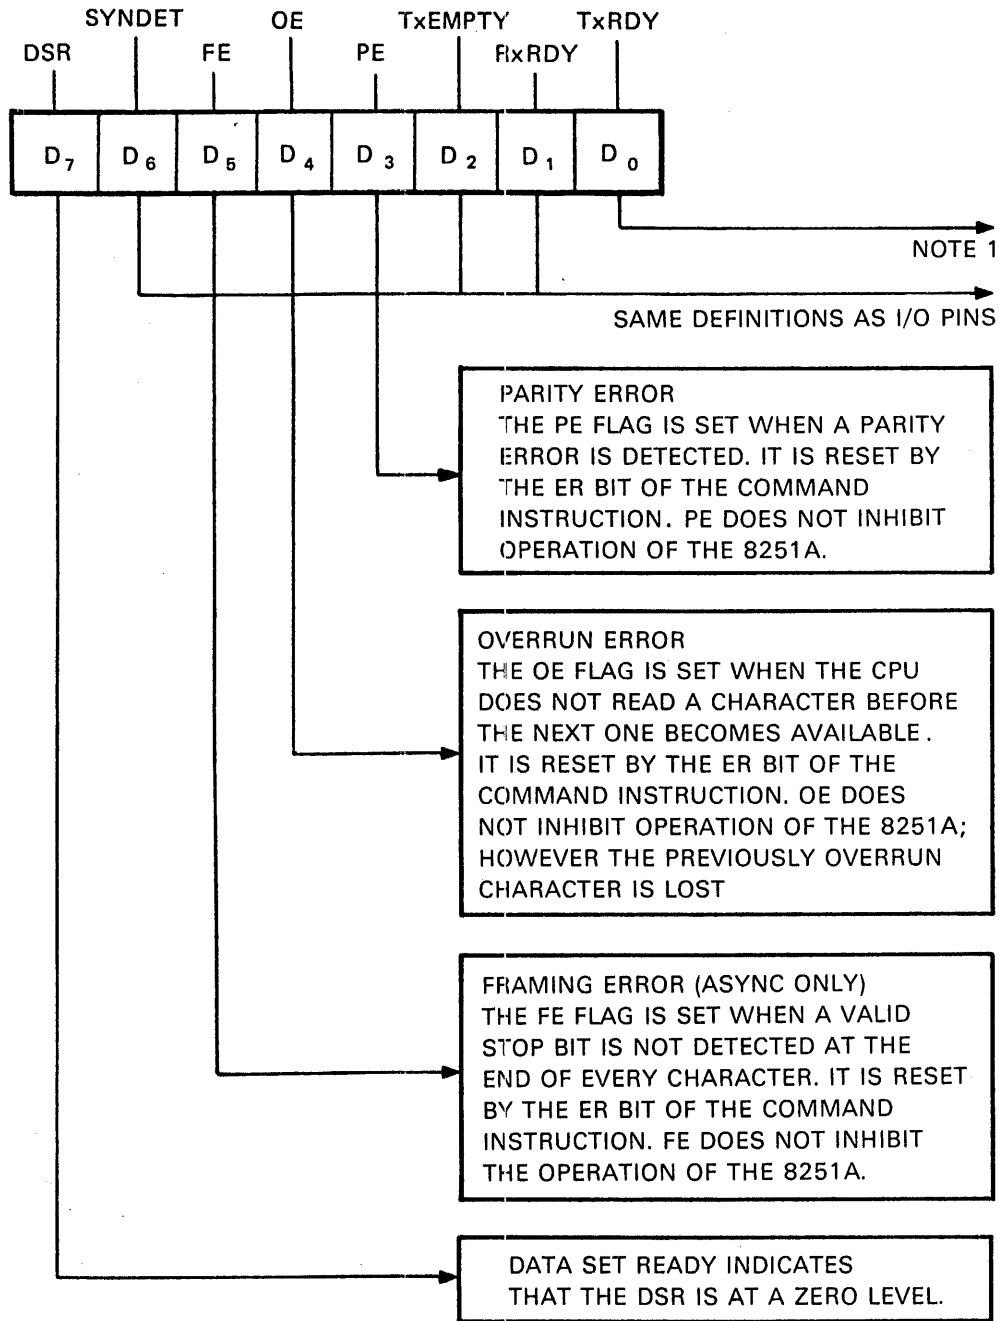 SYNDET OE TxEMPTY TxRDY
DSR FE PE RxRDY
D7 D6 D5 D4 D3 D2 D1 D0
NOTE 1
SAME DEFINITIONS AS I/O PINS
PARITY ERROR
THE PE FLAG IS SET WHEN A PARITY
ERROR IS DETECTED. IT IS RESET BY
THE ER BIT OF THE COMMAND
INSTRUCTION. PE DOES NOT INHIBIT
OPERATION OF THE 8251A.
OVERRUN ERROR
THE OE FLAG IS SET WHEN THE CPU
DOES NOT READ A CHARACTER BEFORE
THE NEXT ONE BECOMES AVAILABLE.
IT IS RESET BY THE ER BIT OF THE
COMMAND INSTRUCTION. OE DOES
NOT INHIBIT OPERATION OF THE 8251A;
HOWEVER THE PREVIOUSLY OVERRUN
CHARACTER IS LOST
FRAMING ERROR (ASYNC ONLY)
THE FE FLAG IS SET WHEN A VALID
STOP BIT IS NOT DETECTED AT THE
END OF EVERY CHARACTER. IT IS RESET
BY THE ER BIT OF THE COMMAND
INSTRUCTION. FE DOES NOT INHIBIT
THE OPERATION OF THE 8251A.
DATA SET READY INDICATES
THAT THE DSR IS AT A ZERO LEVEL.